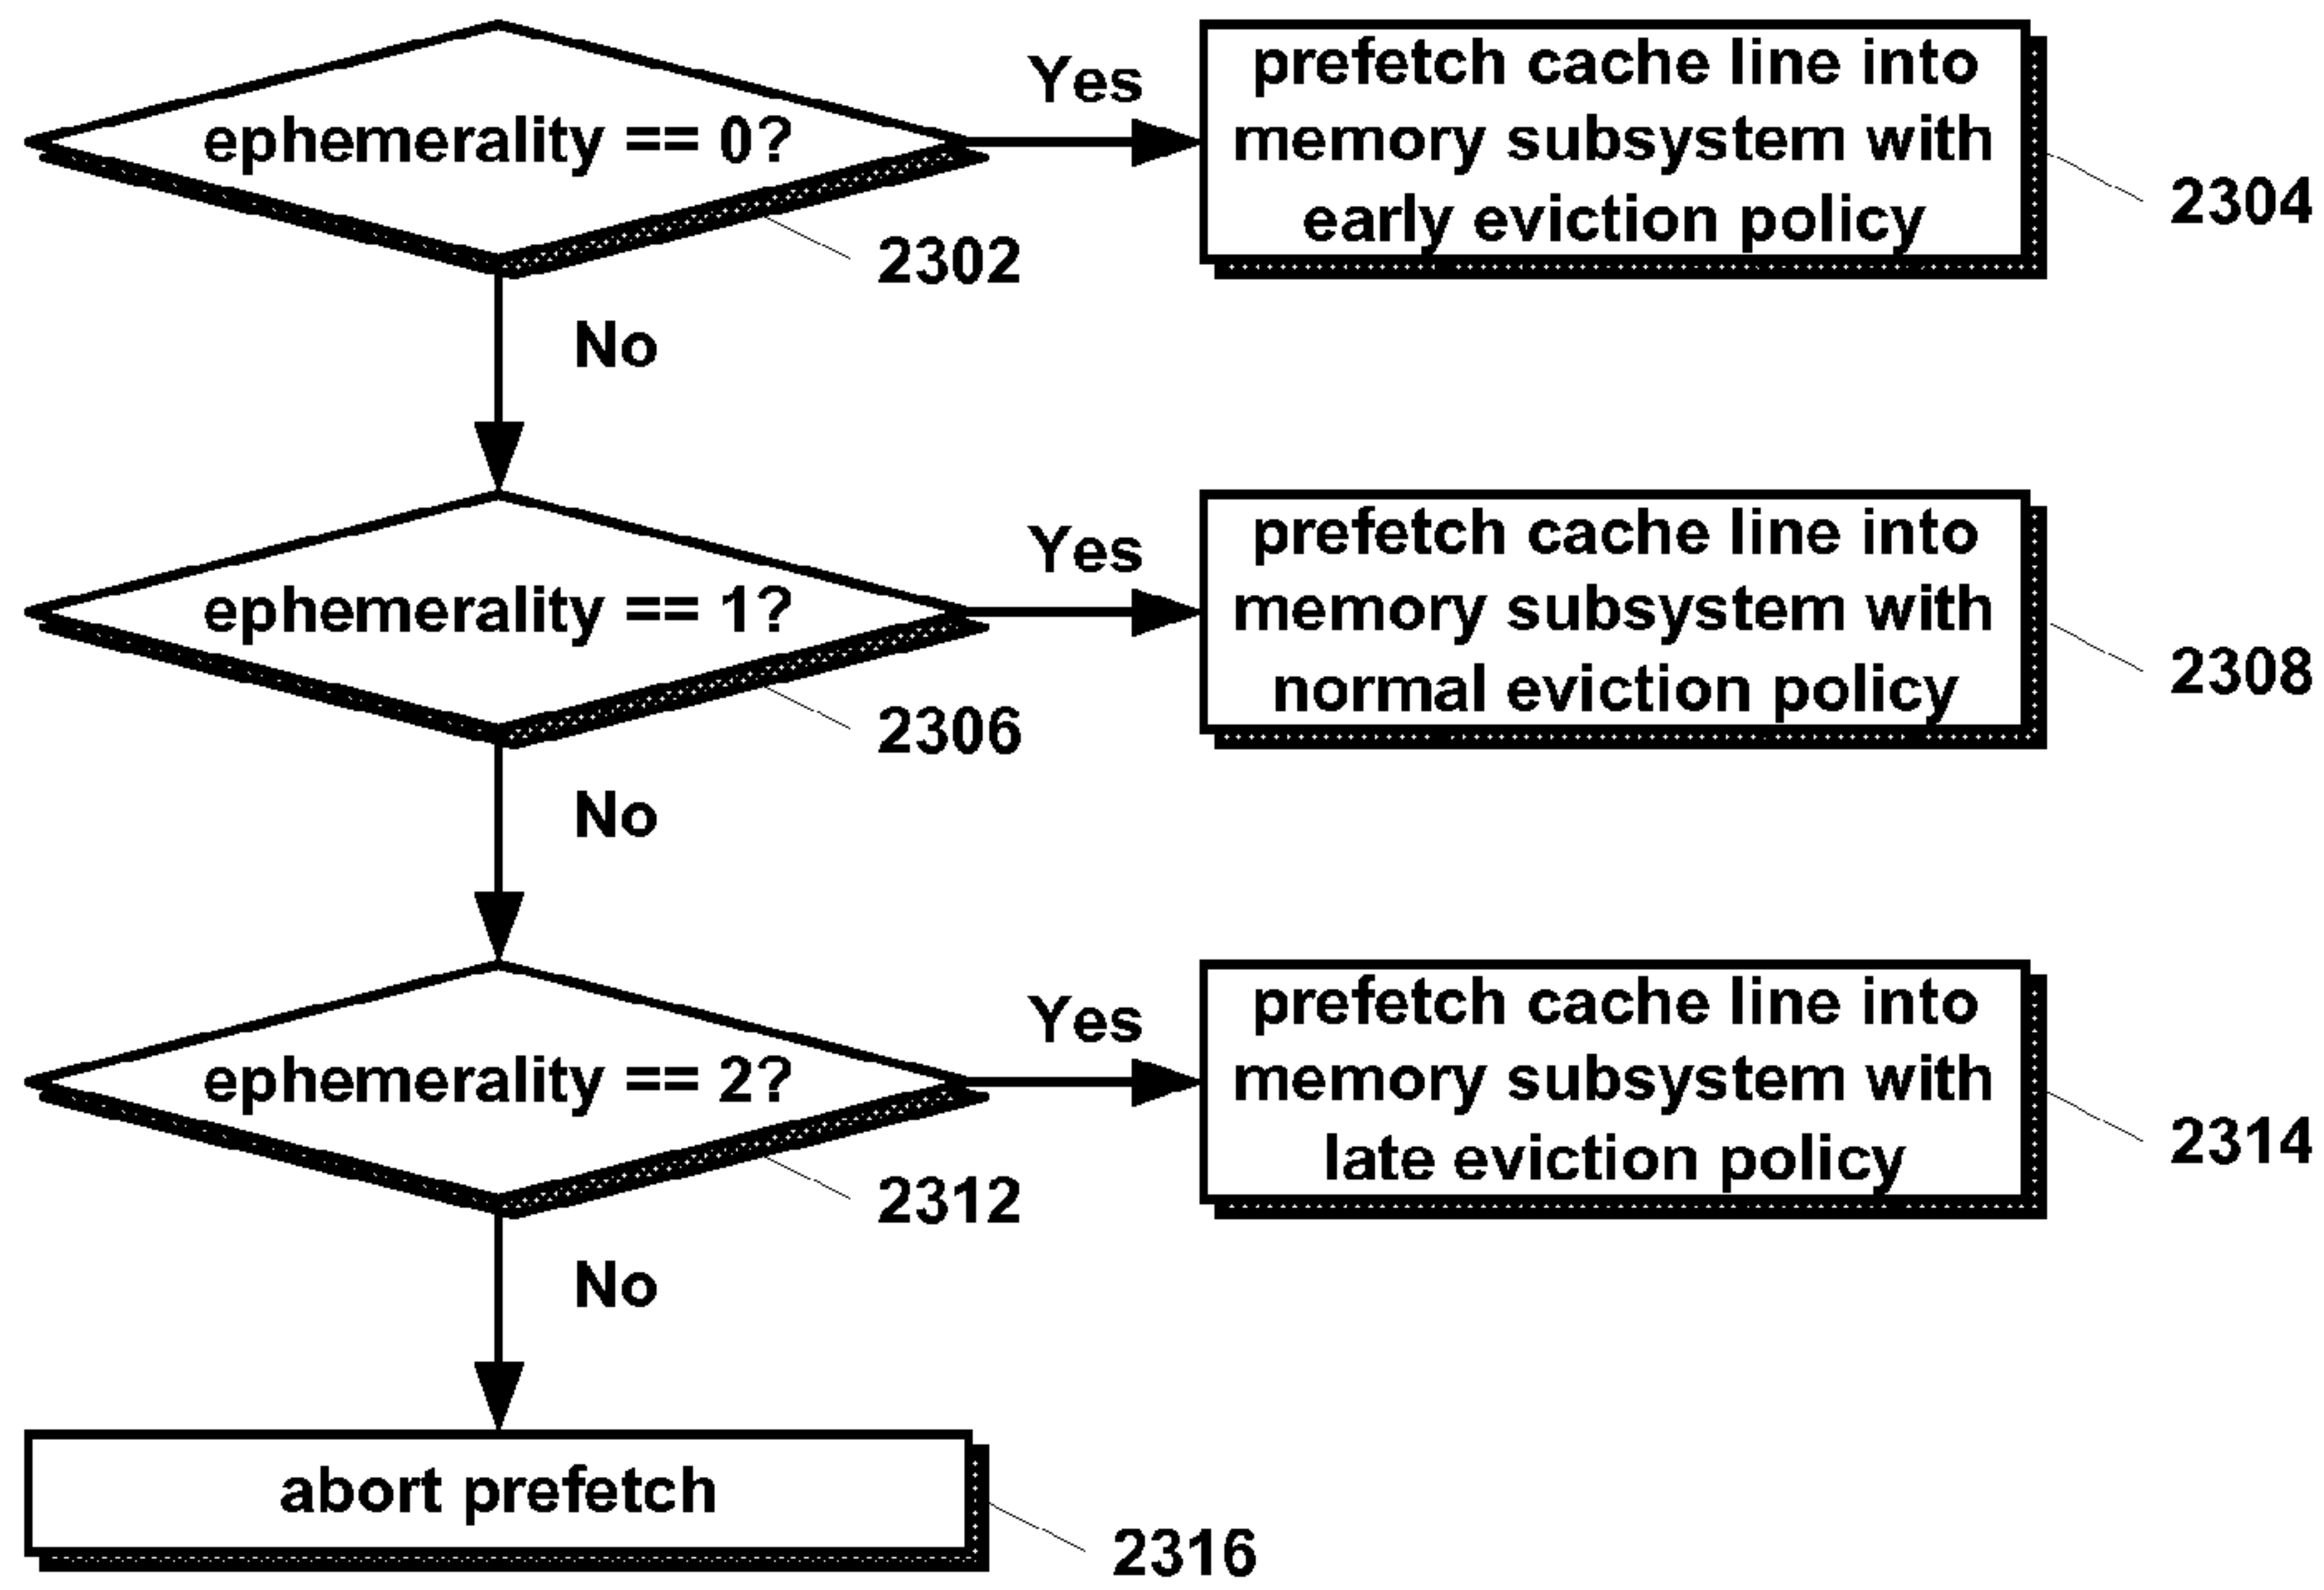 ephemerality == 0?
Yes
prefetch cache line into
memory subsystem with
early eviction policy
2304
2302
No
ephemerality == 1?
Yes
prefetch cache line into
memory subsystem with
normal eviction policy
2308
2306
No
ephemerality == 2?
Yes
prefetch cache line into
memory subsystem with
late eviction policy
2314
2312
No
abort prefetch
2316